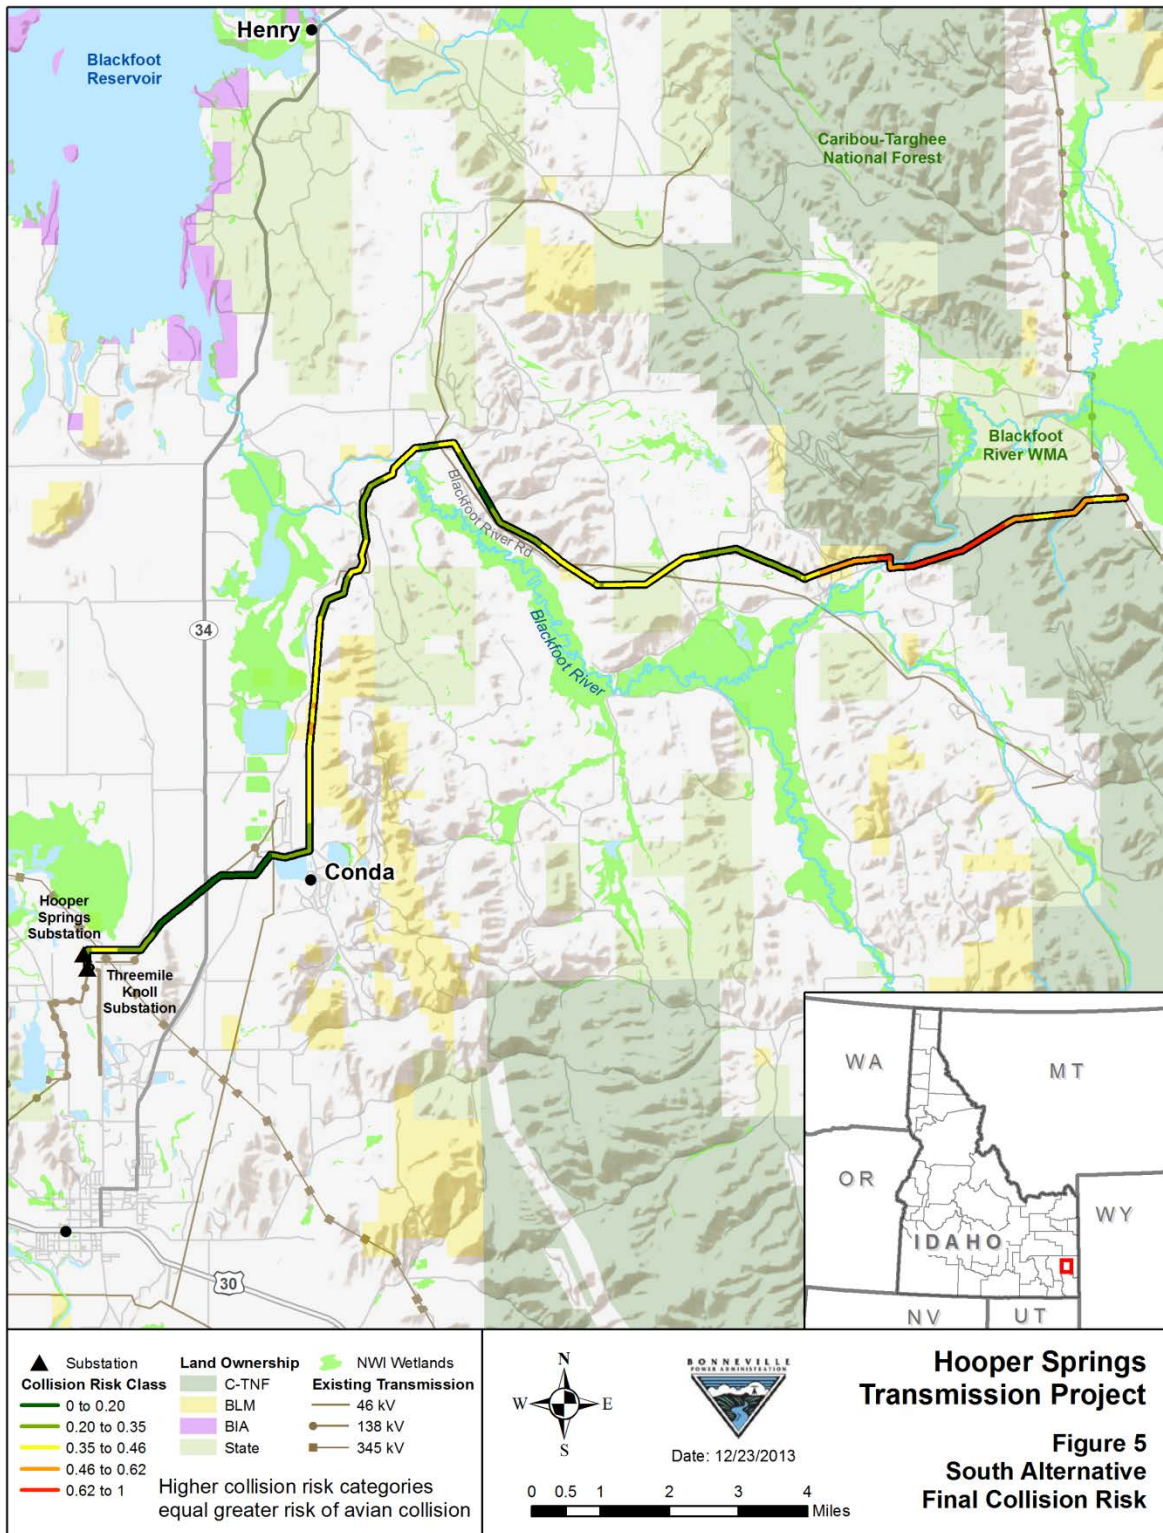 Henry
Blackfoot
Reservoir
Caribou-Targhee
National Forest
Blackfoot
River WMA
Blackfoot River Rd
34
Blackfoot River
Conda
Hooper
Springs
Substation
Threemile
Knoll
Substation
30
WA
MT
OR
IDAHO
WY
NV
UT
Substation
Collision Risk Class
0 to 0.20
0.20 to 0.35
0.35 to 0.46
0.46 to 0.62
0.62 to 1
Land Ownership
C-TNF
BLM
BIA
State
NWI Wetlands
Existing Transmission
46 kV
138 kV
345 kV
Higher collision risk categories
equal greater risk of avian collision
N
W E
S
BONNEVILLE
POWER ADMINISTRATION
Date: 12/23/2013
0 0.5 1 2 3 4
Miles
Hooper Springs
Transmission Project
Figure 5
South Alternative
Final Collision Risk